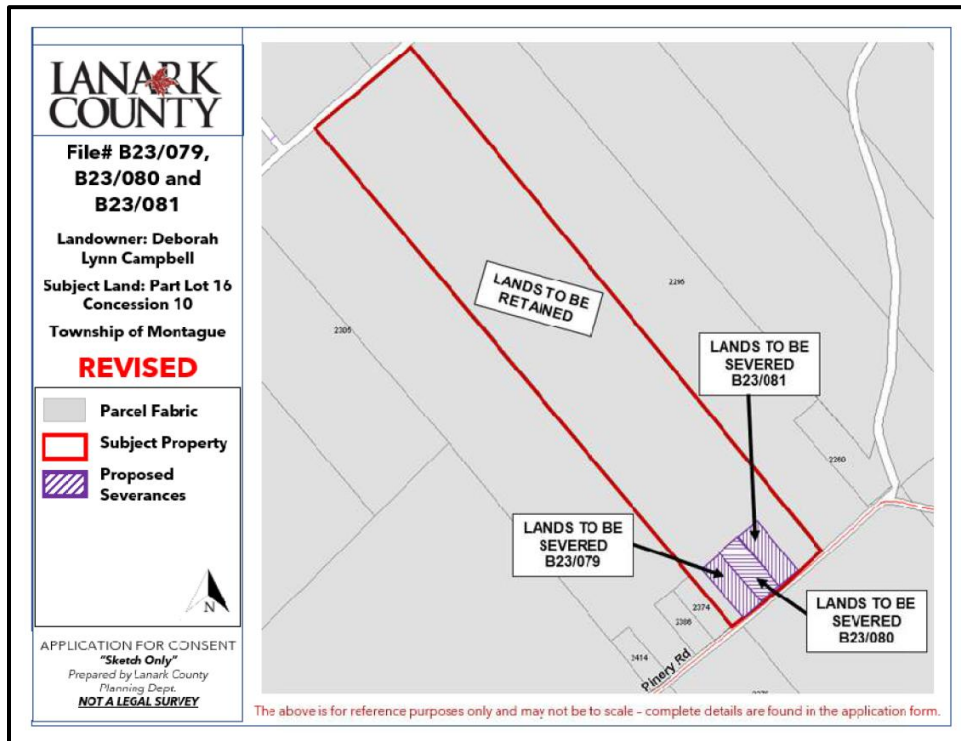 LANARK
COUNTY
File# B23/079,
B23/080 and
B23/081
Landowner: Deborah
Lynn Campbell
Subject Land: Part Lot 16
Concession 10
Township of Montague
REVISED
Parcel Fabric
Subject Property
Proposed
Severances
N
APPLICATION FOR CONSENT
"Sketch Only"
Prepared by Lanark County
Planning Dept.
NOT A LEGAL SURVEY
LANDS TO BE
RETAINED
2295
2305
LANDS TO BE
SEVERED
B23/081
2260
LANDS TO BE
SEVERED
B23/079
2374
2386
2414
LANDS TO BE
SEVERED
B23/080
Pinery Rd
The above is for reference purposes only and may not be to scale – complete details are found in the application form.